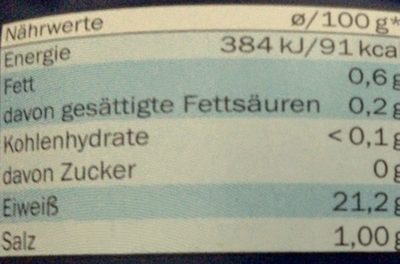 Nährwerte ø/100 g*
Energie 384 kJ/91 kcal
Fett 0,6 g
davon gesättigte Fettsäuren 0,2 g
Kohlenhydrate < 0,1 g
davon Zucker 0 g
Eiweiß 21,2 g
Salz 1,00 g